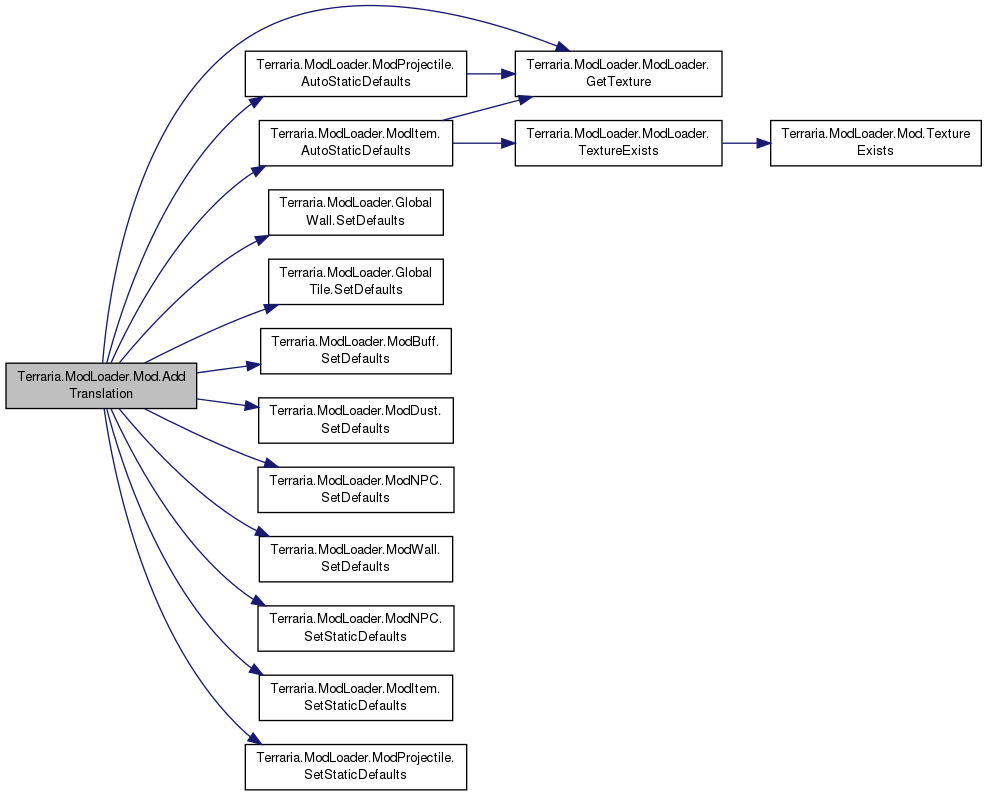 Terraria.ModLoader.Mod.Add
Translation
Terraria.ModLoader.ModProjectile.
AutoStaticDefaults
Terraria.ModLoader.ModLoader.
GetTexture
Terraria.ModLoader.ModItem.
AutoStaticDefaults
Terraria.ModLoader.ModLoader.
TextureExists
Terraria.ModLoader.Mod.Texture
Exists
Terraria.ModLoader.Global
Wall.SetDefaults
Terraria.ModLoader.Global
Tile.SetDefaults
Terraria.ModLoader.ModBuff.
SetDefaults
Terraria.ModLoader.ModDust.
SetDefaults
Terraria.ModLoader.ModNPC.
SetDefaults
Terraria.ModLoader.ModWall.
SetDefaults
Terraria.ModLoader.ModNPC.
SetStaticDefaults
Terraria.ModLoader.ModItem.
SetStaticDefaults
Terraria.ModLoader.ModProjectile.
SetStaticDefaults